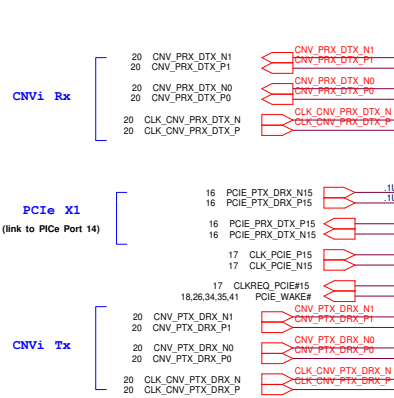 CNV_PRX_DTX_N1
20 CNV_PRX_DTX_N1
CNV_PRX_DTX_P1
20 CNV_PRX_DTX_P1
CNV_PRX_DTX_N0
20 CNV_PRX_DTX_N0
CNV_PRX_DTX_P0
20 CNV_PRX_DTX_P0
CNVi Rx
CLK_CNV_PRX_DTX_N
20 CLK_CNV_PRX_DTX_N
CLK_CNV_PRX_DTX_P
20 CLK_CNV_PRX_DTX_P
16 PCIE_PTX_DRX_N15 .1U
16 PCIE_PTX_DRX_P15 .1U
PCIe X1
(link to PICe Port 14)
16 PCIE_PRX_DTX_P15
16 PCIE_PRX_DTX_N15
17 CLK_PCIE_P15
17 CLK_PCIE_N15
17 CLKREQ_PCIE#15
18,26,34,35,41 PCIE_WAKE#
CNV_PTX_DRX_N1
20 CNV_PTX_DRX_N1
CNV_PTX_DRX_P1
20 CNV_PTX_DRX_P1
CNVi Tx
CNV_PTX_DRX_N0
20 CNV_PTX_DRX_N0
CNV_PTX_DRX_P0
20 CNV_PTX_DRX_P0
CLK_CNV_PTX_DRX_N
20 CLK_CNV_PTX_DRX_N
CLK_CNV_PTX_DRX_P
20 CLK_CNV_PTX_DRX_P